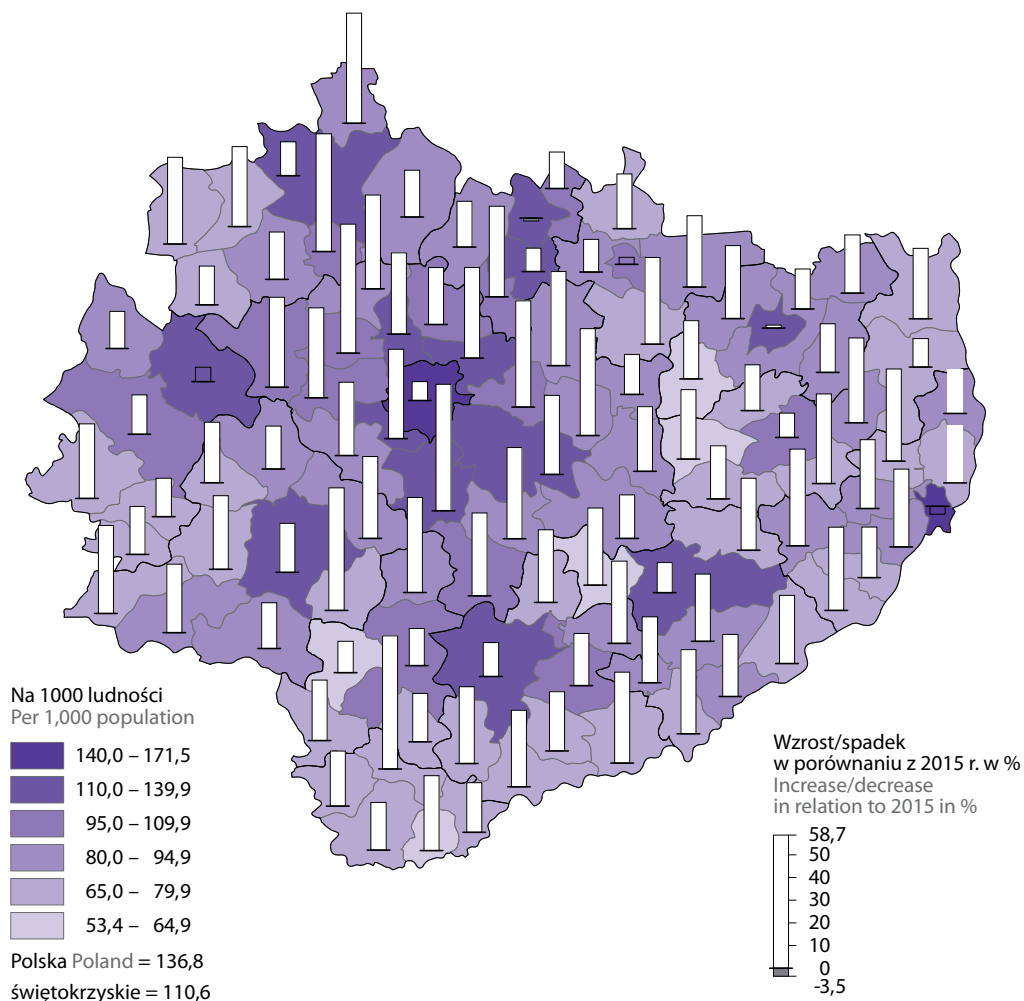 Na 1000 ludności
Per 1,000 population
140,0 – 171,5
110,0 – 139,9
95,0 – 109,9
80,0 – 94,9
65,0 – 79,9
53,4 – 64,9
Polska Poland = 136,8
świętokrzyskie = 110,6
Wzrost/spadek
w porównaniu z 2015 r. w %
Increase/decrease
in relation to 2015 in %
58,7
50
40
30
20
10
0
-3,5